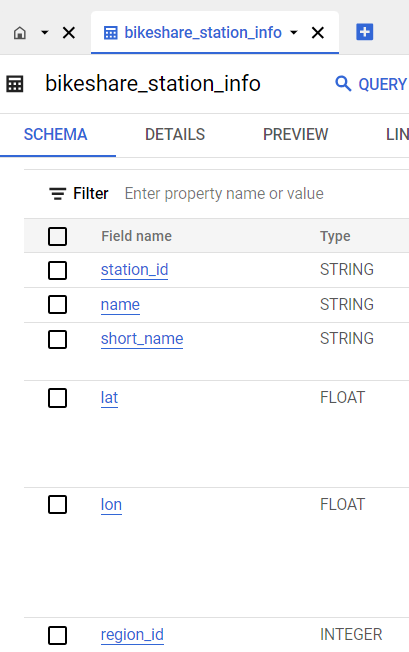 bikeshare_station_info
bikeshare_station_info QUERY
SCHEMA DETAILS PREVIEW LIN
Filter Enter property name or value
Field name Type
station_id STRING
name STRING
short_name STRING
lat FLOAT
lon FLOAT
region_id INTEGER